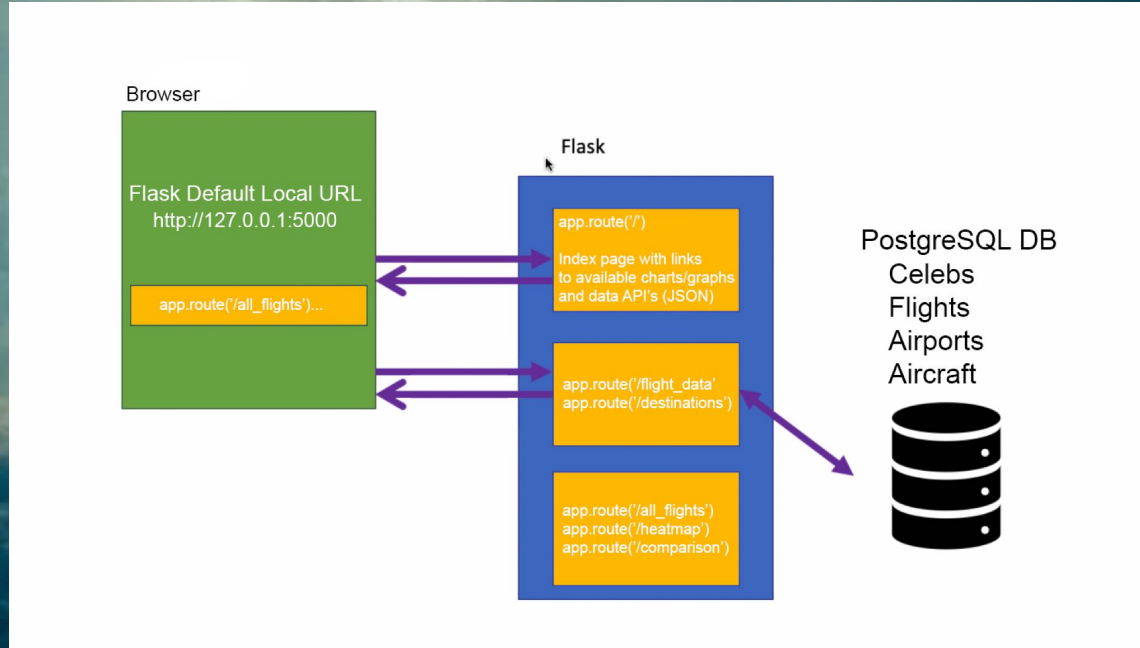 Browser
Flask Default Local URL
http://127.0.0.1:5000
app.route('/all_flights')...
Flask
app.route('/')
Index page with links
to available charts/graphs
and data API's (JSON)
app.route('/flight_data'
app.route('/destinations')
app.route('/all_flights')
app.route('/heatmap')
app.route('/comparison')
PostgreSQL DB
Celebs
Flights
Airports
Aircraft